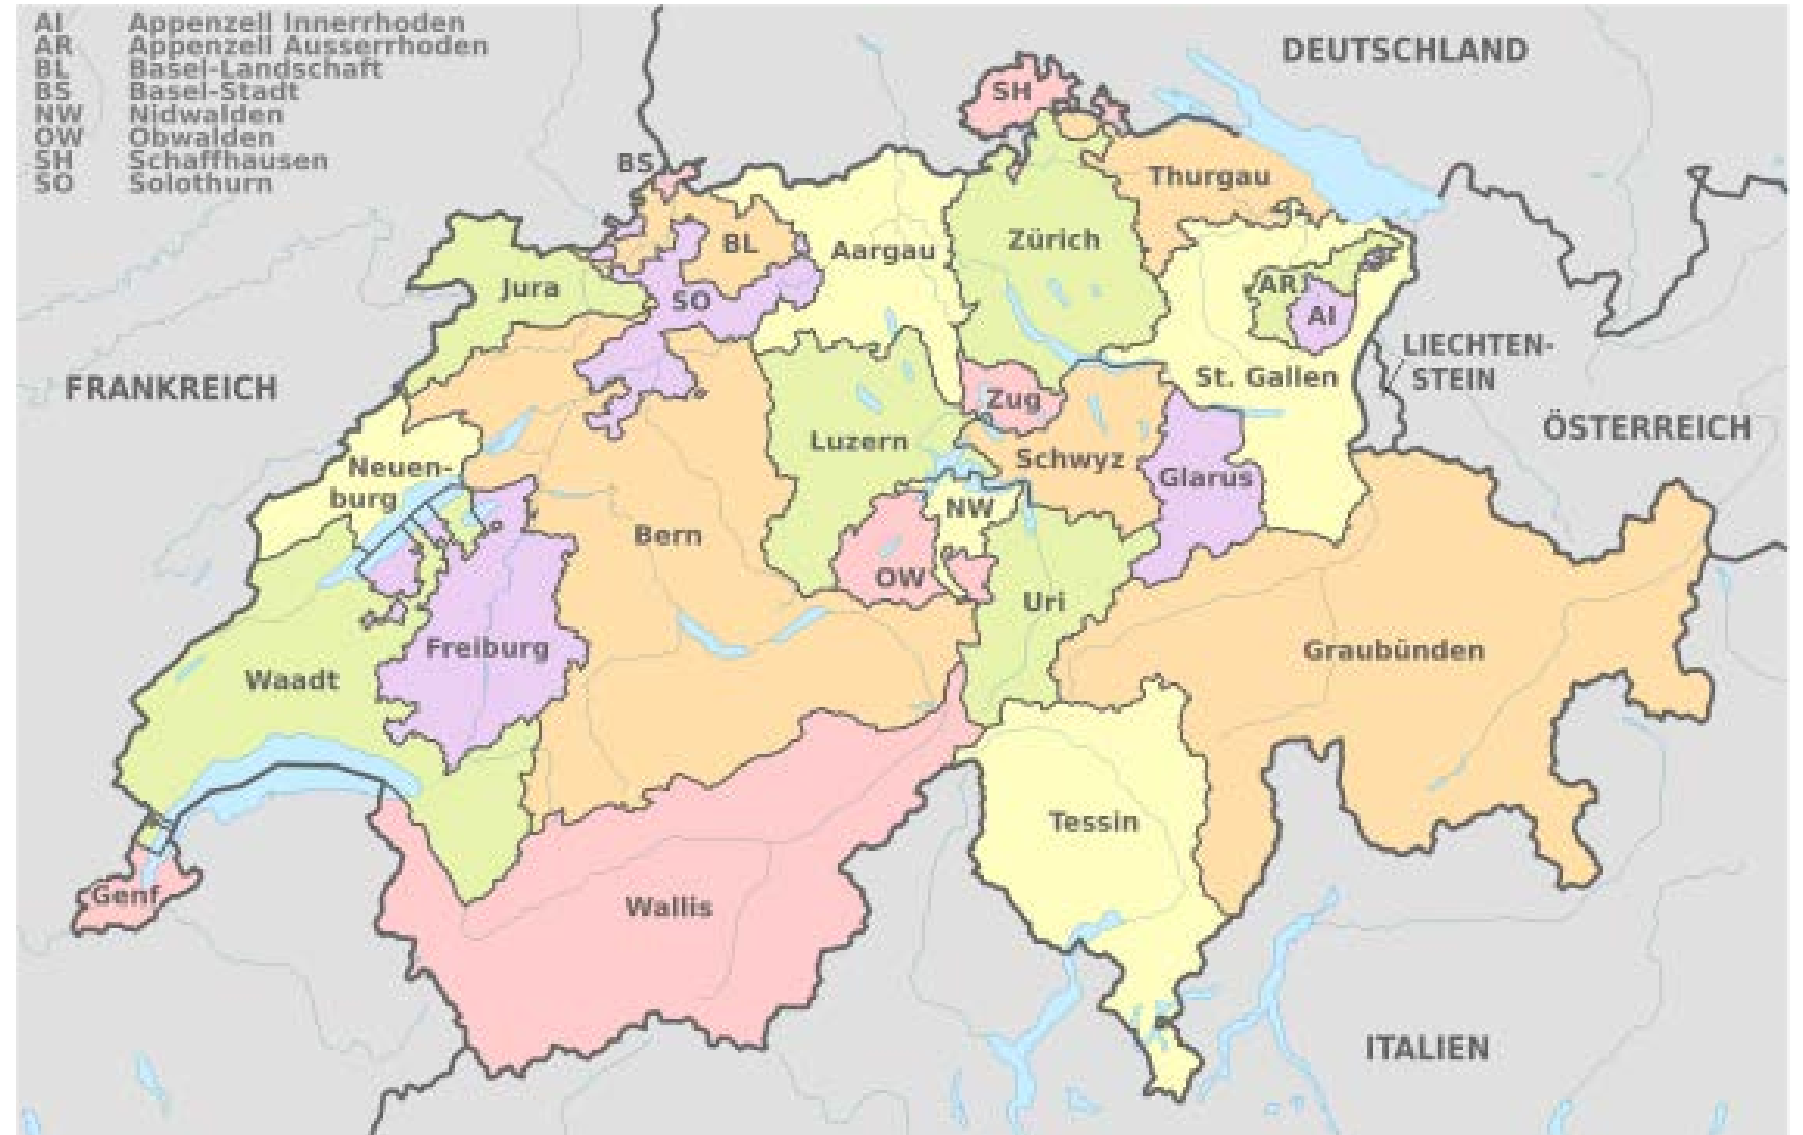 AI Appenzell Innerrhoden
AR Appenzell Ausserrhoden
BL Basel-Landschaft
BS Basel-Stadt
NW Nidwalden
OW Obwalden
SH Schaffhausen
SO Solothurn
DEUTSCHLAND
SH
BS
Thurgau
BL
Aargau
Zürich
Jura
SO
AR
AI
LIECHTEN-
STEIN
FRANKREICH
St. Gallen
Zug
ÖSTERREICH
Luzern
Schwyz
Neuen-
burg
Glarus
NW
Bern
OW
Uri
Freiburg
Graubünden
Waadt
Tessin
Genf
Wallis
ITALIEN